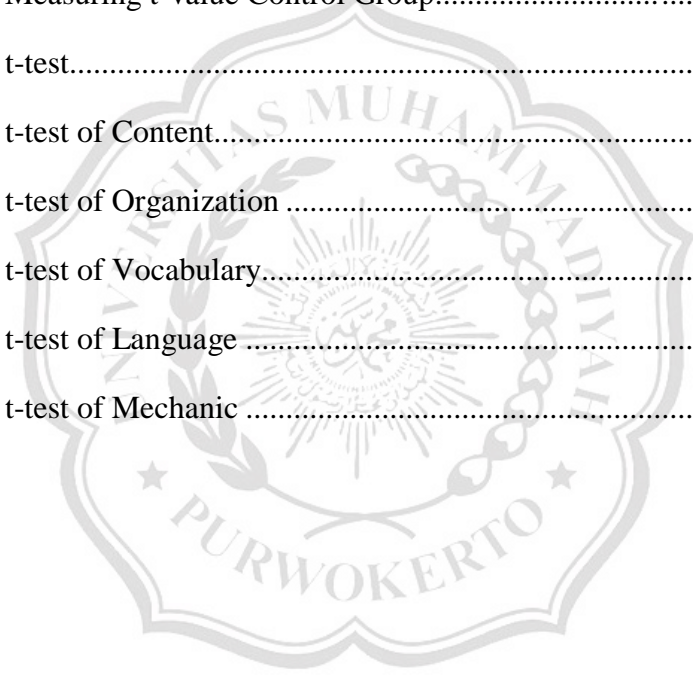 Measuring t-Value Control Group..............................
t-test.....................................................................................
t-test of Content.............................................................
t-test of Organization ....................................................
t-test of Vocabulary.......................................................
t-test of Language .........................................................
t-test of Mechanic .........................................................
UNIVERSITAS MUHAMMADIYAH
PURWOKERTO